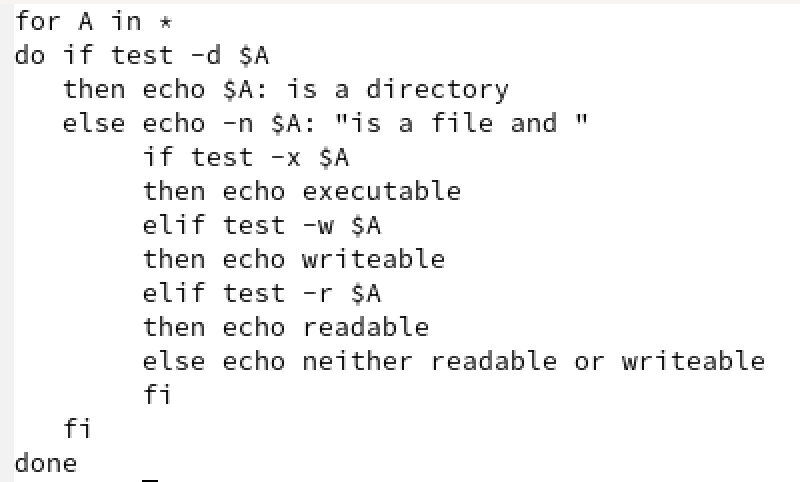 for A in *
do if test -d $A
   then echo $A: is a directory
   else echo -n $A: "is a file and "
        if test -x $A
        then echo executable
        elif test -w $A
        then echo writeable
        elif test -r $A
        then echo readable
        else echo neither readable or writeable
        fi
   fi
done